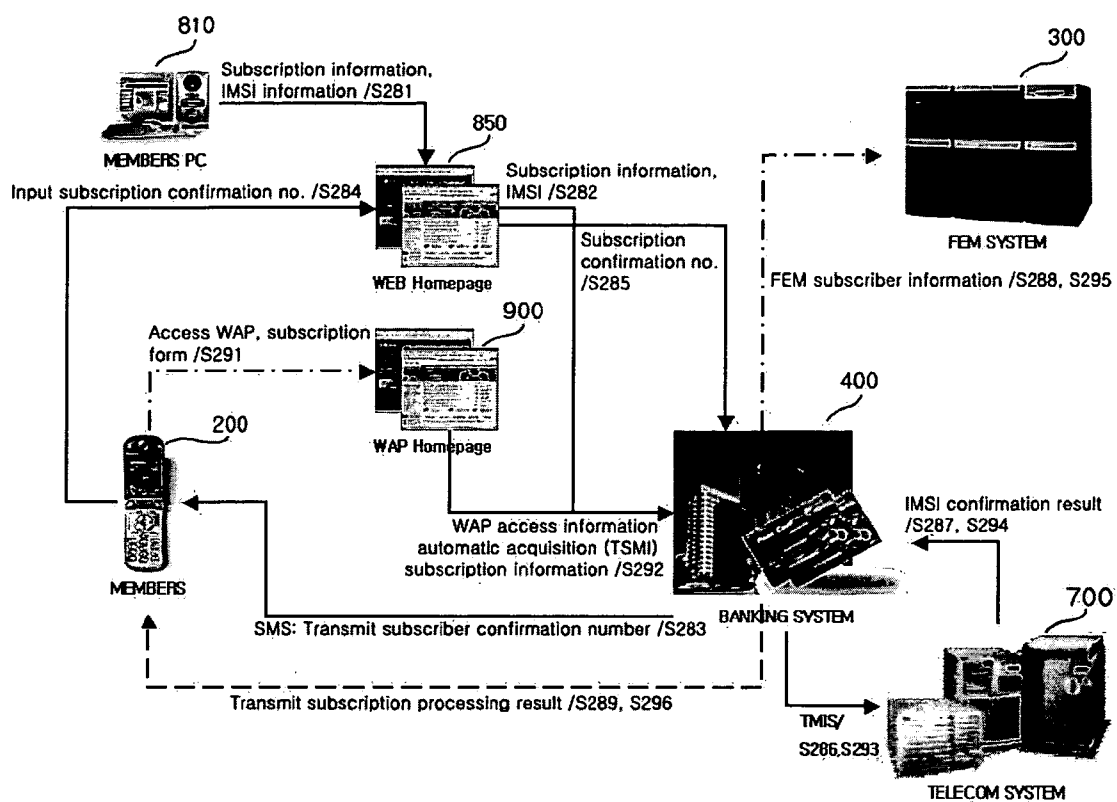 810
Subscription information,
IMSI information /S281
MEMBERS PC
300
FEM SYSTEM
850
Input subscription confirmation no. /S284
Subscription information,
IMSI /S282
WEB Homepage
Subscription
confirmation no.
/S285
FEM subscriber information /S288, S295
Access WAP, subscription
form /S291
900
WAP Homepage
400
200
MEMBERS
WAP access information
automatic acquisition (TSMI)
subscription information /S292
IMSI confirmation result
/S287, S294
BANKING SYSTEM
SMS: Transmit subscriber confirmation number /S283
700
Transmit subscription processing result /S289, S296
TMIS/
S286,S293
TELECOM SYSTEM